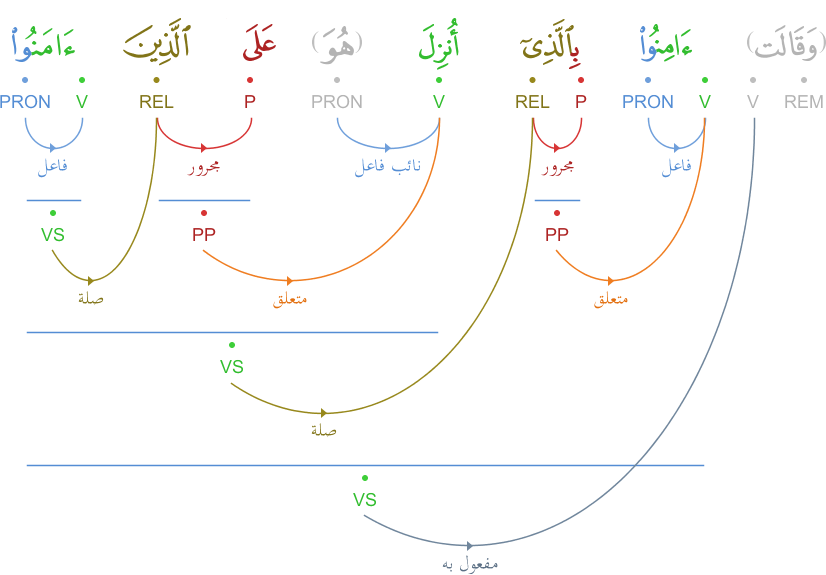 (وَقَالَت) ءَامِنُوا۟ بِٱلَّذِىٓ أُنزِلَ (هُوَ) عَلَى ٱلَّذِينَ ءَامَنُوا۟
REM V V PRON P REL V PRON P REL V PRON
فاعل مجرور نائب فاعل مجرور فاعل
PP PP VS
متعلق متعلق صلة
VS
صلة
VS
مفعول به